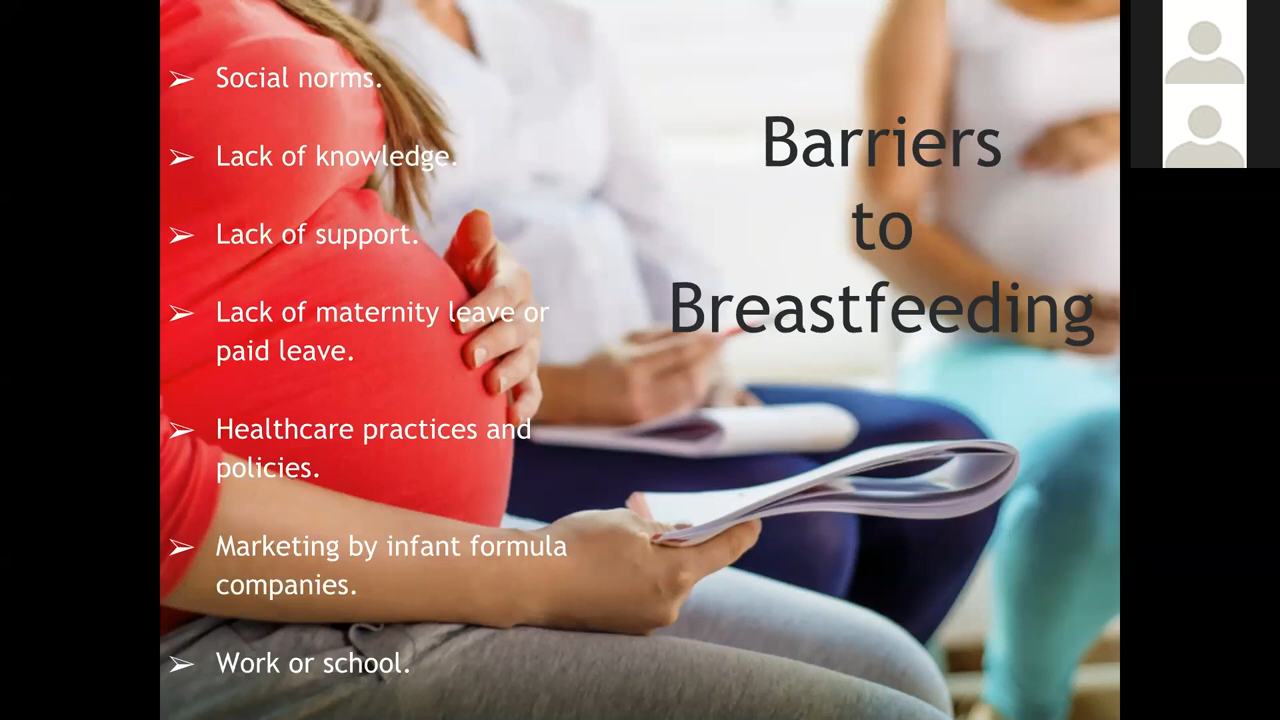 Barriers
to
Breastfeeding
➢ Social norms.
➢ Lack of knowledge.
➢ Lack of support.
➢ Lack of maternity leave or
paid leave.
➢ Healthcare practices and
policies.
➢ Marketing by infant formula
companies.
➢ Work or school.